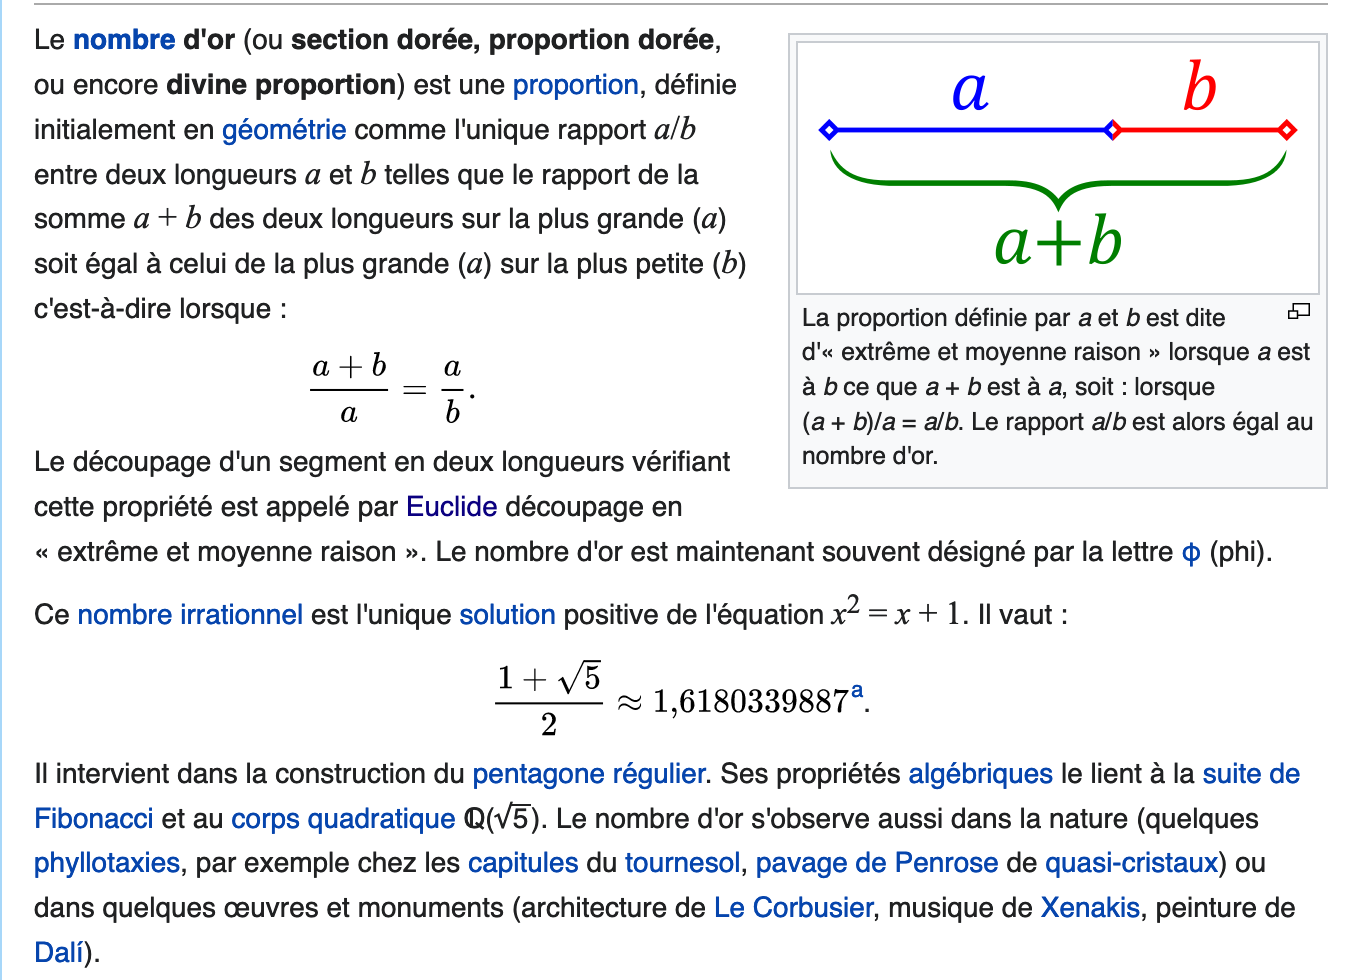 Le nombre d'or (ou section dorée, proportion dorée,
ou encore divine proportion) est une proportion, définie
initialement en géométrie comme l'unique rapport a/b
entre deux longueurs a et b telles que le rapport de la
somme a + b des deux longueurs sur la plus grande (a)
soit égal à celui de la plus grande (a) sur la plus petite (b)
c'est-à-dire lorsque :
(a + b)/a = a/b.
Le découpage d'un segment en deux longueurs vérifiant
cette propriété est appelé par Euclide découpage en
« extrême et moyenne raison ». Le nombre d'or est maintenant souvent désigné par la lettre φ (phi).
a b
a+b
La proportion définie par a et b est dite
d'« extrême et moyenne raison » lorsque a est
à b ce que a + b est à a, soit : lorsque
(a + b)/a = a/b. Le rapport a/b est alors égal au
nombre d'or.
Ce nombre irrationnel est l'unique solution positive de l'équation x² = x + 1. Il vaut :
(1 + √5)/2 ≈ 1,6180339887ᵃ.
Il intervient dans la construction du pentagone régulier. Ses propriétés algébriques le lient à la suite de
Fibonacci et au corps quadratique ℚ(√5). Le nombre d'or s'observe aussi dans la nature (quelques
phyllotaxies, par exemple chez les capitules du tournesol, pavage de Penrose de quasi-cristaux) ou
dans quelques œuvres et monuments (architecture de Le Corbusier, musique de Xenakis, peinture de
Dalí).